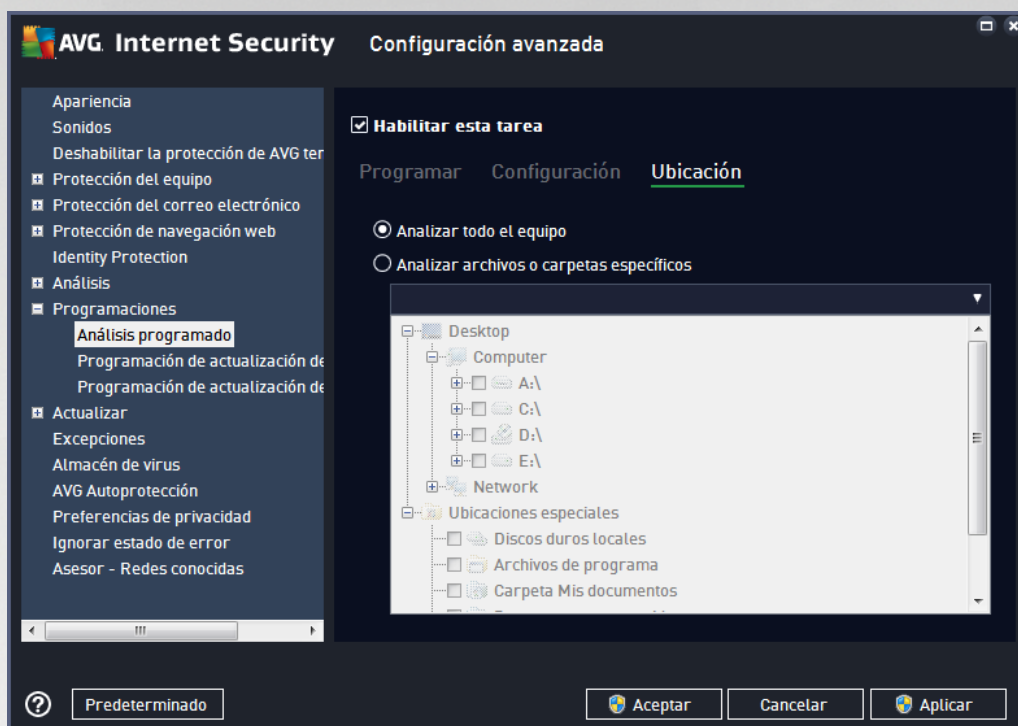 AVG Internet Security
Configuración avanzada
Apariencia
Sonidos
Deshabilitar la protección de AVG ter
Protección del equipo
Protección del correo electrónico
Protección de navegación web
Identity Protection
Análisis
Programaciones
Análisis programado
Programación de actualización de
Programación de actualización de
Actualizar
Excepciones
Almacén de virus
AVG Autoprotección
Preferencias de privacidad
Ignorar estado de error
Asesor - Redes conocidas
Habilitar esta tarea
Programar Configuración Ubicación
Analizar todo el equipo
Analizar archivos o carpetas específicos
Desktop
Computer
A:\
C:\
D:\
E:\
Network
Ubicaciones especiales
Discos duros locales
Archivos de programa
Carpeta Mis documentos
Predeterminado
Aceptar
Cancelar
Aplicar